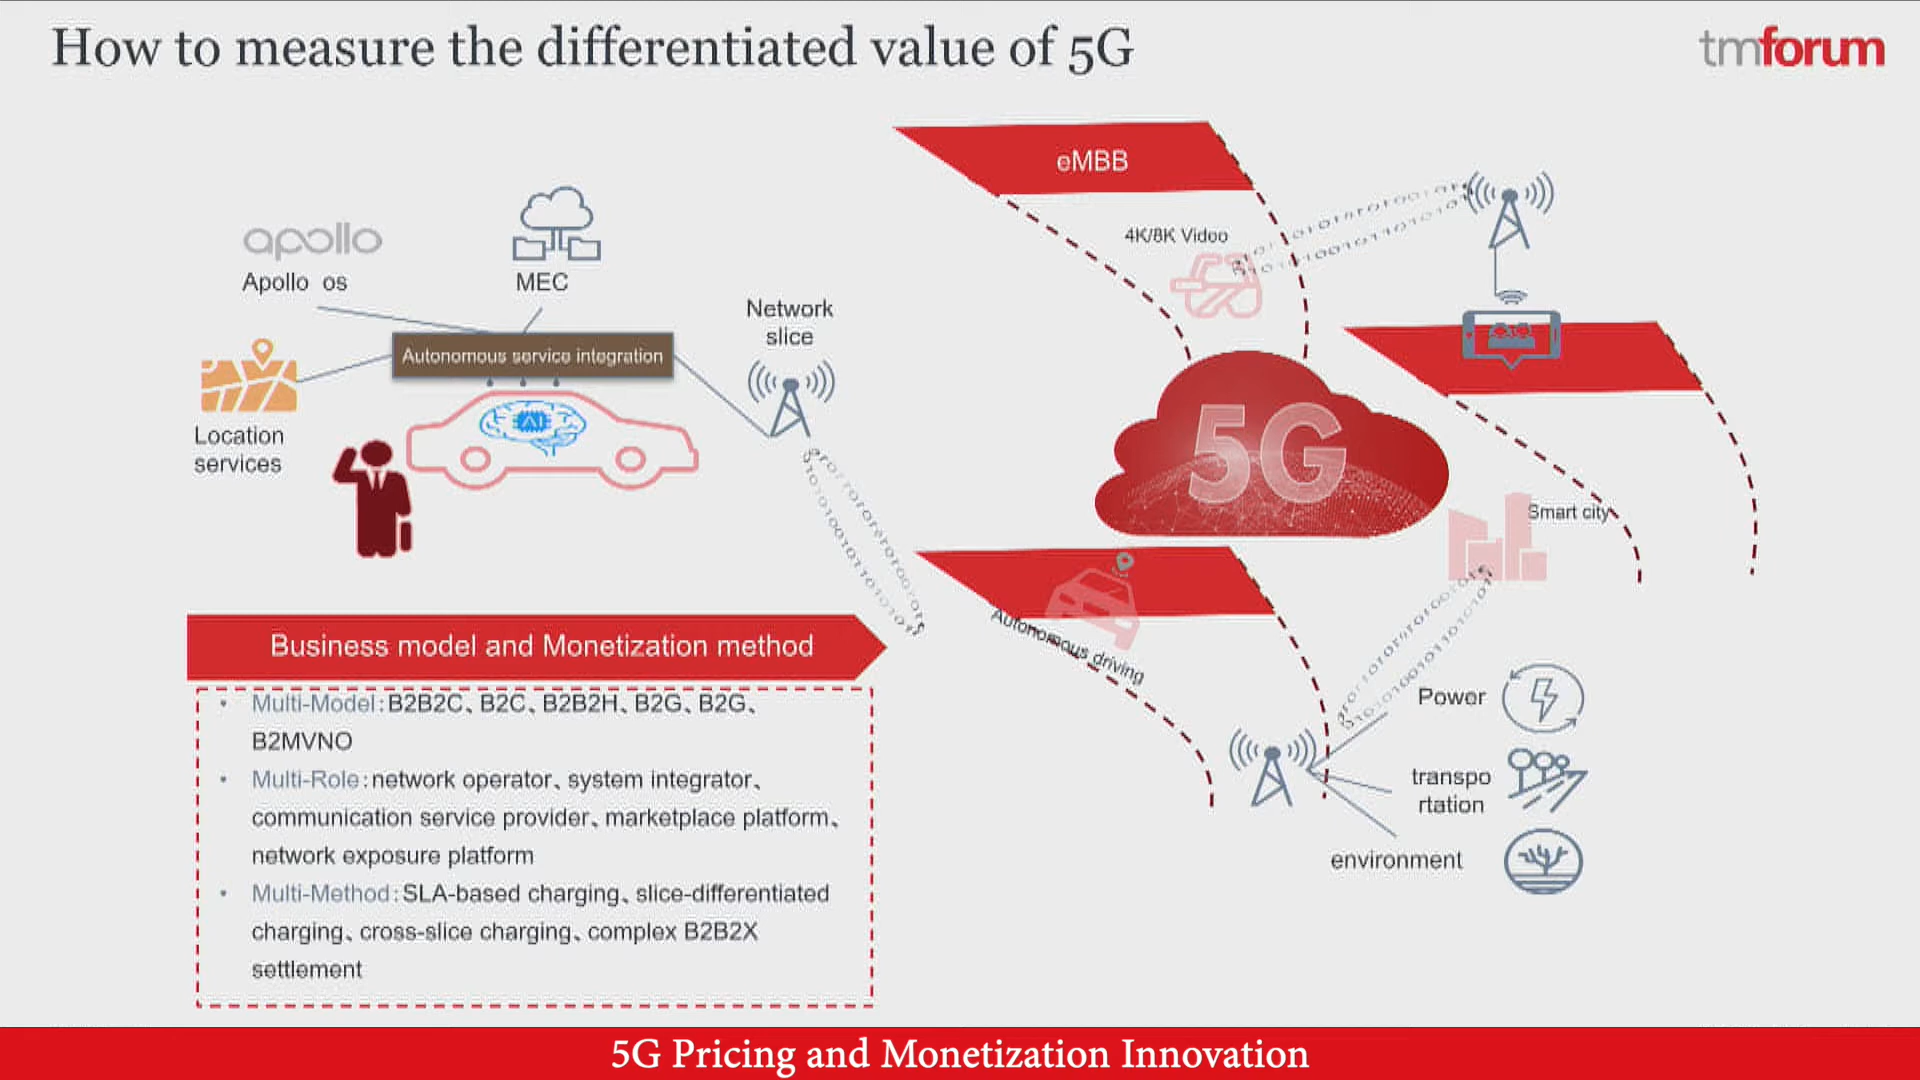 How to measure the differentiated value of 5G
tmforum
eMBB
4K/8K Video
apollo
Apollo os
MEC
Network
slice
Autonomous service integration
AI
Location
services
5G
Smart city
Autonomous driving
Business model and Monetization method
• Multi-Model:B2B2C、B2C、B2B2H、B2G、B2G、
B2MVNO
• Multi-Role:network operator、system integrator、
communication service provider、marketplace platform、
network exposure platform
• Multi-Method:SLA-based charging、slice-differentiated
charging、cross-slice charging、complex B2B2X
settlement
Power
transpo
rtation
environment
5G Pricing and Monetization Innovation